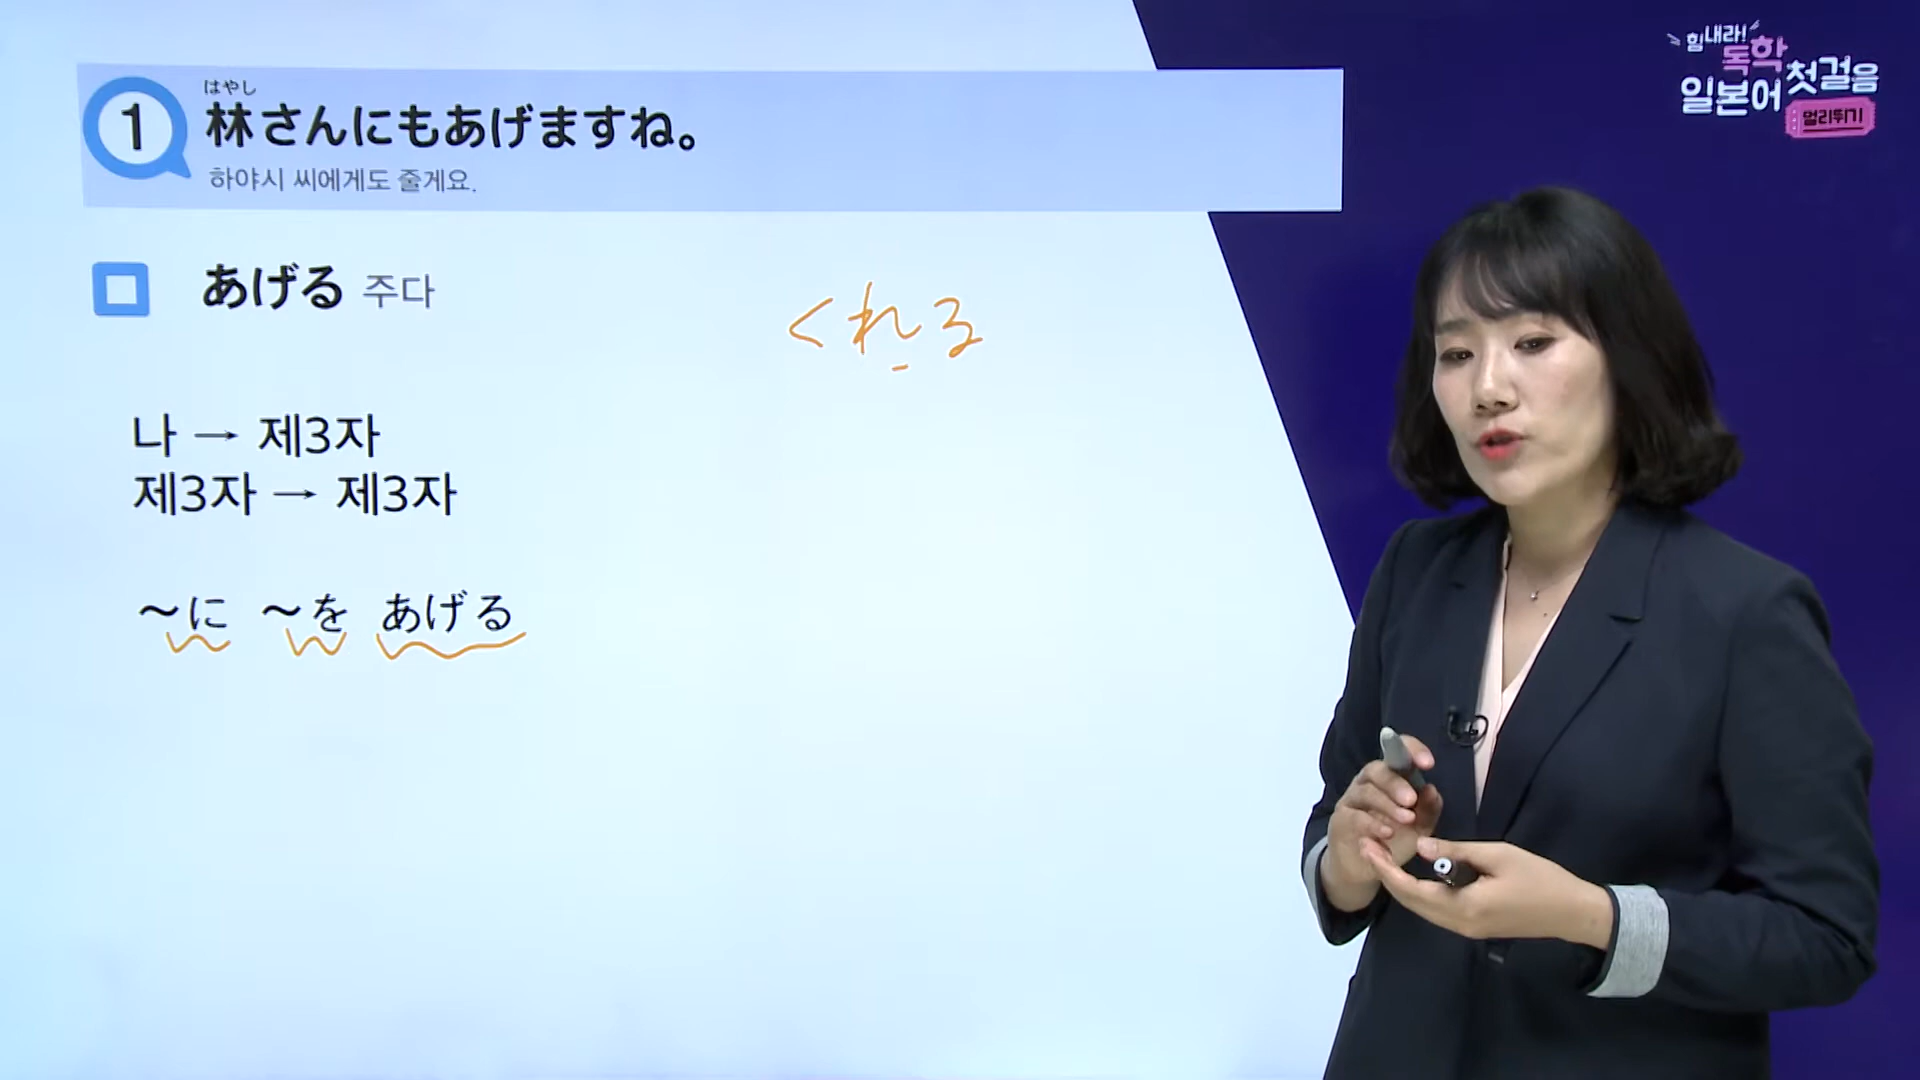 힘내라!
독학
일본어 첫걸음
멀리뛰기
1
はやし
林さんにもあげますね。
하야시 씨에게도 줄게요.
あげる 주다
くれる
나 → 제3자
제3자 → 제3자
～に ～を あげる